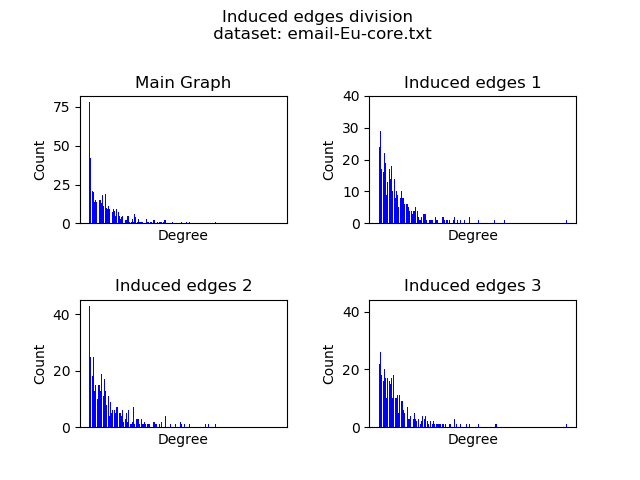 Induced edges division
dataset: email-Eu-core.txt
Main Graph
75
50
25
0
Count
Degree
Induced edges 1
40
30
20
10
0
Count
Degree
Induced edges 2
40
20
0
Count
Degree
Induced edges 3
40
20
0
Count
Degree